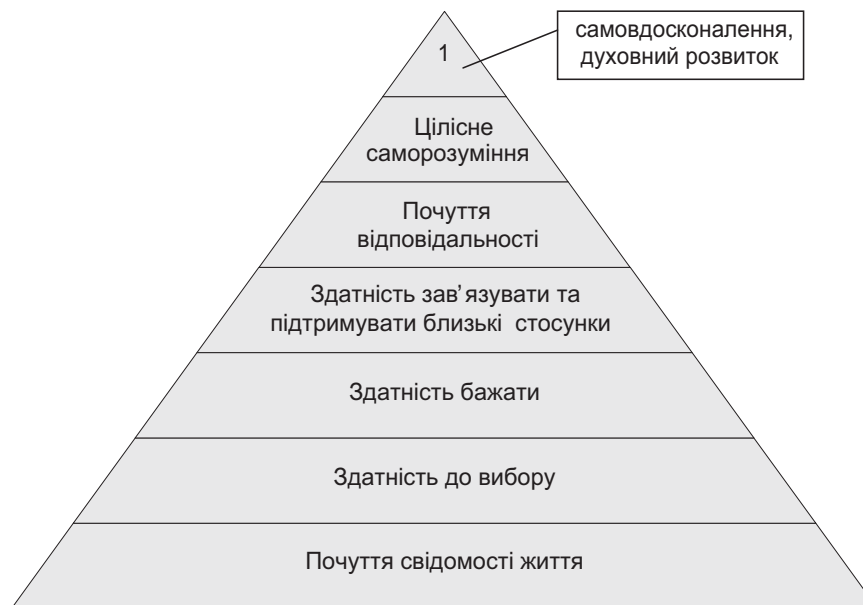 самовдосконалення,
духовний розвиток
1
Цілісне
саморозуміння
Почуття
відповідальності
Здатність зав’язувати та
підтримувати близькі стосунки
Здатність бажати
Здатність до вибору
Почуття свідомості життя